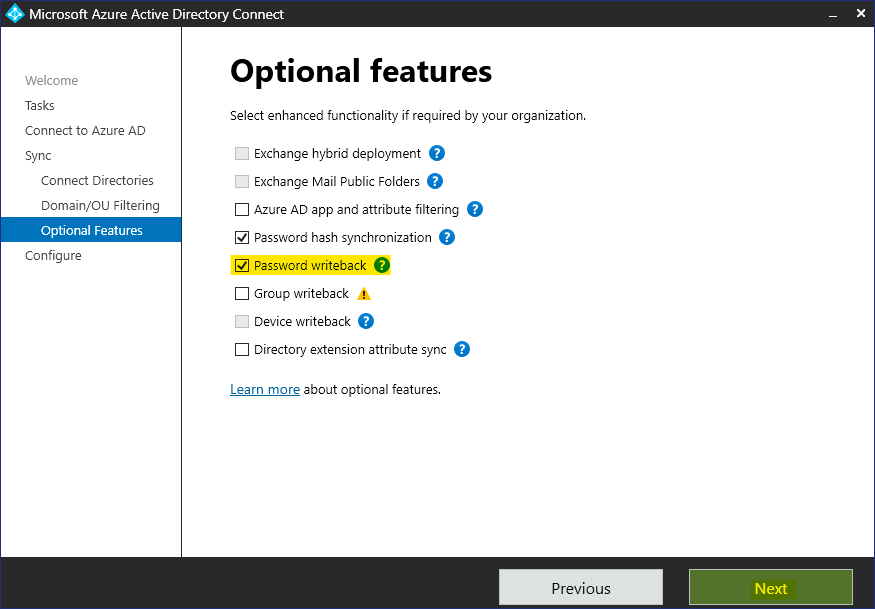 Microsoft Azure Active Directory Connect
Welcome
Tasks
Connect to Azure AD
Sync
Connect Directories
Domain/OU Filtering
Optional Features
Configure
Optional features
Select enhanced functionality if required by your organization.
Exchange hybrid deployment ?
Exchange Mail Public Folders ?
Azure AD app and attribute filtering ?
Password hash synchronization ?
Password writeback ?
Group writeback
Device writeback ?
Directory extension attribute sync ?
Learn more about optional features.
Previous
Next